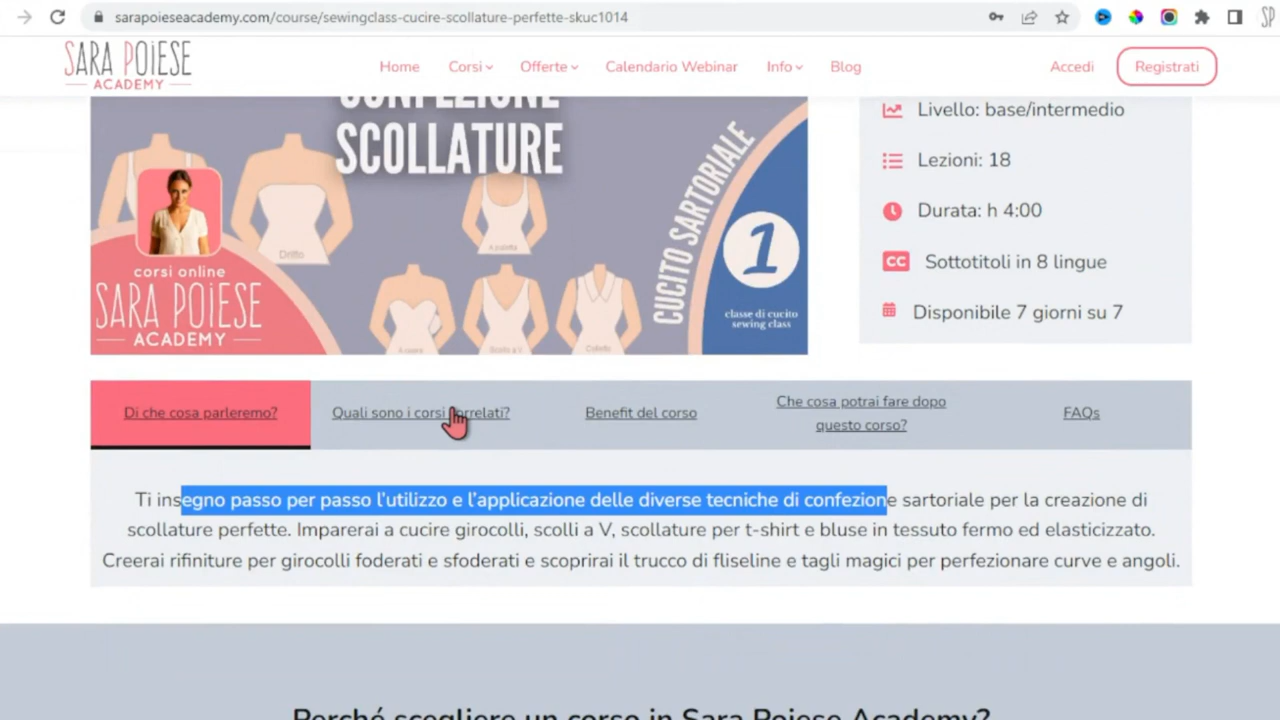 sarapoieseacademy.com/course/sewingclass-cucire-scollature-perfette-skuc1014
SP
SARA POIESE
ACADEMY
Home
Corsi
Offerte
Calendario Webinar
Info
Blog
Accedi
Registrati
CONFEZIONE
SCOLLATURE
Dritto
A cuore
Scollo a V
Colletto
corsi online
SARA POIESE
ACADEMY
CUCITO SARTORIALE
1
classe di cucito
sewing class
Livello: base/intermedio
Lezioni: 18
Durata: h 4:00
CC Sottotitoli in 8 lingue
Disponibile 7 giorni su 7
Di che cosa parleremo?
Quali sono i corsi correlati?
Benefit del corso
Che cosa potrai fare dopo
questo corso?
FAQs
Ti insegno passo per passo l'utilizzo e l'applicazione delle diverse tecniche di confezione sartoriale per la creazione di
scollature perfette. Imparerai a cucire girocolli, scolli a V, scollature per t-shirt e bluse in tessuto fermo ed elasticizzato.
Creerai rifiniture per girocolli foderati e sfoderati e scoprirai il trucco di fliselina e tagli magici per perfezionare curve e angoli.
Perché scegliere un corso in Sara Poiese Academy?